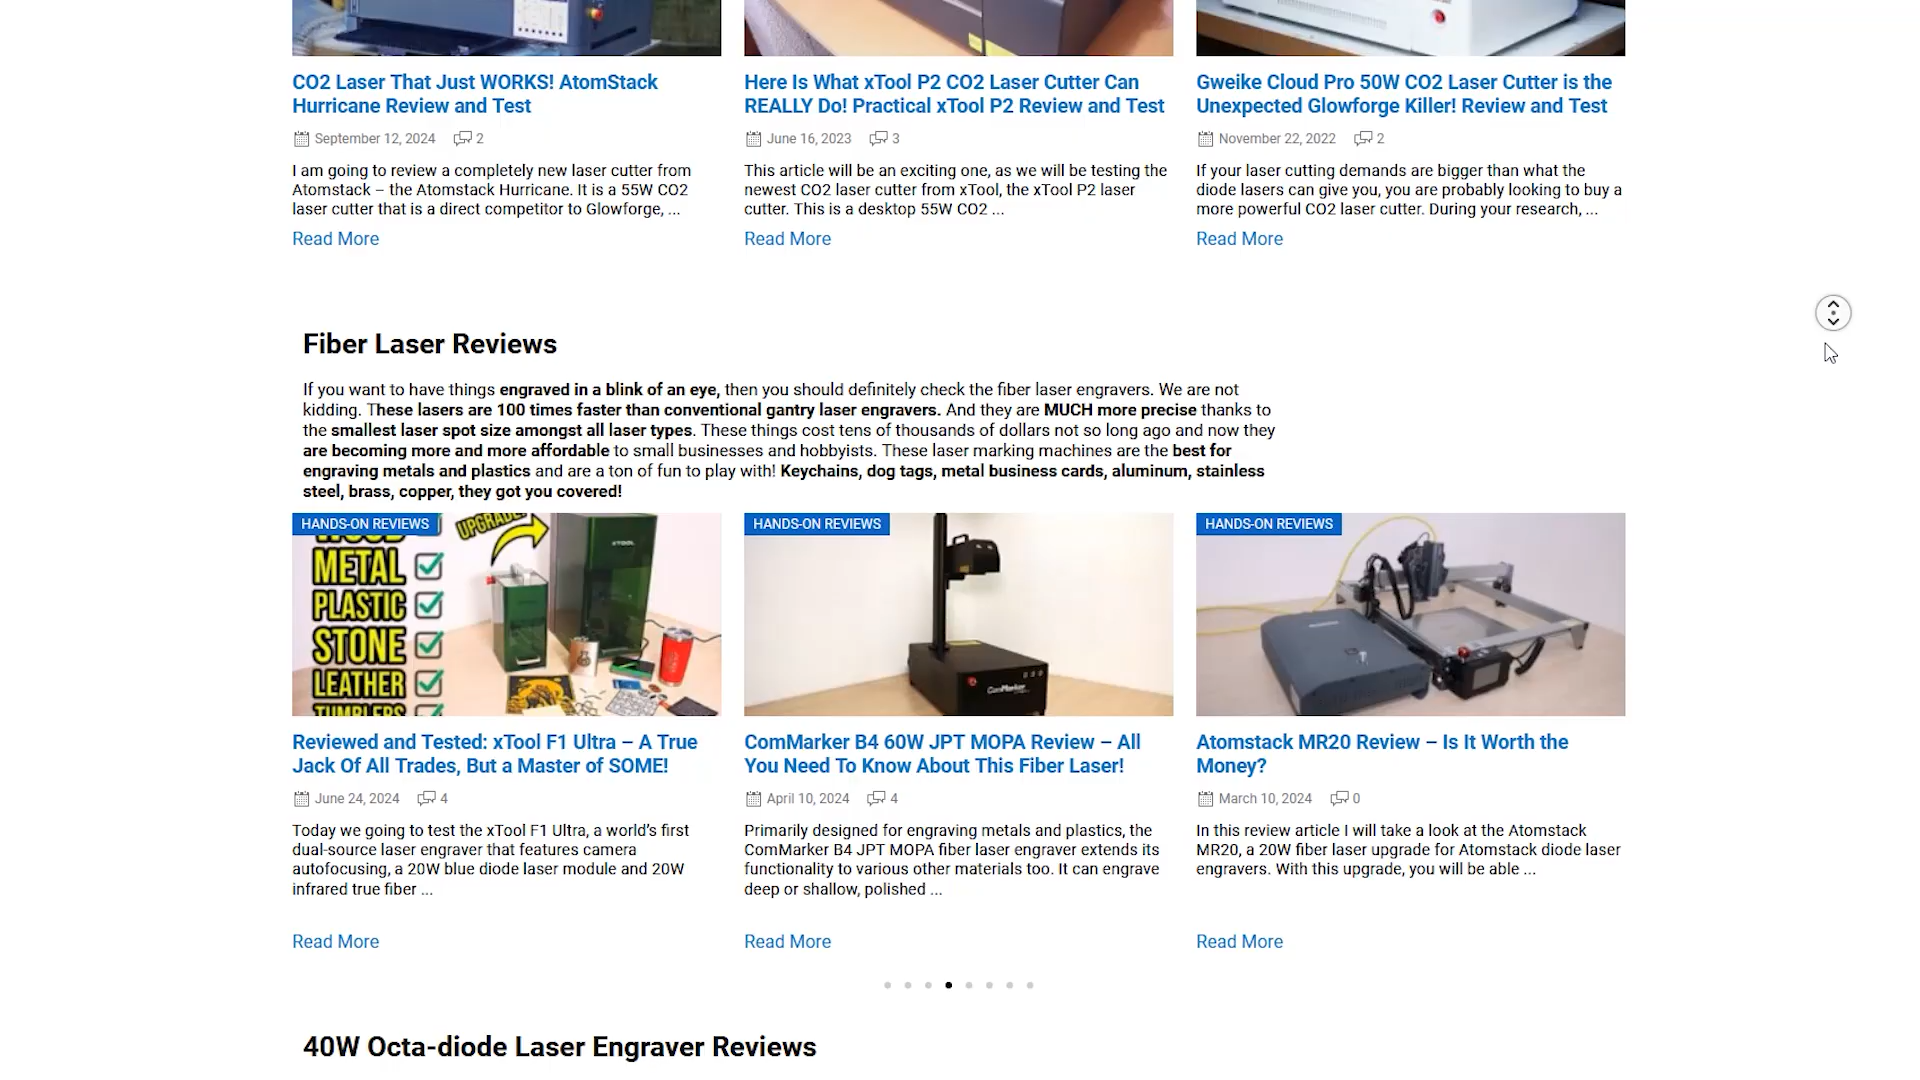 CO2 Laser That Just WORKS! AtomStack
Hurricane Review and Test
September 12, 2024 2
I am going to review a completely new laser cutter from
Atomstack – the Atomstack Hurricane. It is a 55W CO2
laser cutter that is a direct competitor to Glowforge, ...
Read More
Here Is What xTool P2 CO2 Laser Cutter Can
REALLY Do! Practical xTool P2 Review and Test
June 16, 2023 3
This article will be an exciting one, as we will be testing the
newest CO2 laser cutter from xTool, the xTool P2 laser
cutter. This is a desktop 55W CO2 ...
Read More
Gweike Cloud Pro 50W CO2 Laser Cutter is the
Unexpected Glowforge Killer! Review and Test
November 22, 2022 2
If your laser cutting demands are bigger than what the
diode lasers can give you, you are probably looking to buy a
more powerful CO2 laser cutter. During your research, ...
Read More
Fiber Laser Reviews
If you want to have things engraved in a blink of an eye, then you should definitely check the fiber laser engravers. We are not
kidding. These lasers are 100 times faster than conventional gantry laser engravers. And they are MUCH more precise thanks to
the smallest laser spot size amongst all laser types. These things cost tens of thousands of dollars not so long ago and now they
are becoming more and more affordable to small businesses and hobbyists. These laser marking machines are the best for
engraving metals and plastics and are a ton of fun to play with! Keychains, dog tags, metal business cards, aluminum, stainless
steel, brass, copper, they got you covered!
HANDS-ON REVIEWS
UPGRADE
WOOD
METAL
PLASTIC
STONE
LEATHER
TUMBLERS
XTOOL
Reviewed and Tested: xTool F1 Ultra – A True
Jack Of All Trades, But a Master of SOME!
June 24, 2024 4
Today we going to test the xTool F1 Ultra, a world's first
dual-source laser engraver that features camera
autofocusing, a 20W blue diode laser module and 20W
infrared true fiber ...
Read More
HANDS-ON REVIEWS
ComMarker
ComMarker B4 60W JPT MOPA Review – All
You Need To Know About This Fiber Laser!
April 10, 2024 4
Primarily designed for engraving metals and plastics, the
ComMarker B4 JPT MOPA fiber laser engraver extends its
functionality to various other materials too. It can engrave
deep or shallow, polished ...
Read More
HANDS-ON REVIEWS
Atomstack MR20 Review – Is It Worth the
Money?
March 10, 2024 0
In this review article I will take a look at the Atomstack
MR20, a 20W fiber laser upgrade for Atomstack diode laser
engravers. With this upgrade, you will be able ...
Read More
40W Octa-diode Laser Engraver Reviews